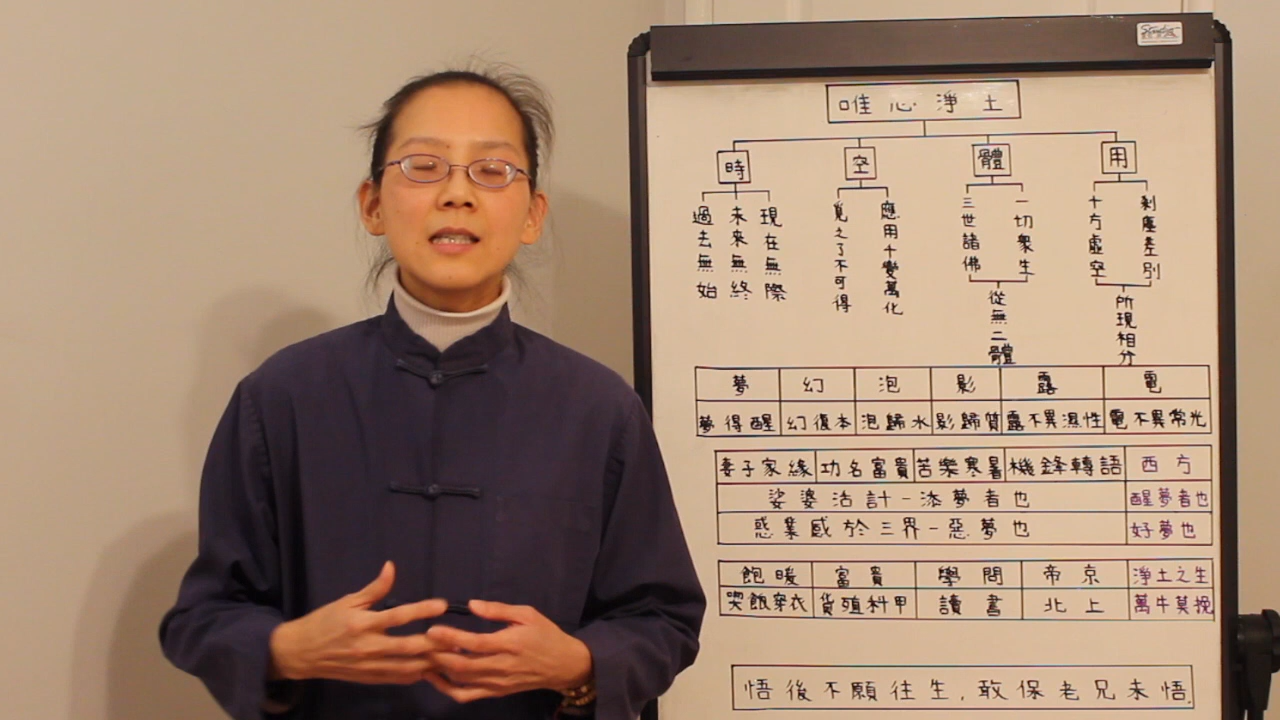 唯心淨土
時 空 體 用
過去無始 未來無終 現在無際 覓之了不可得 應用千變萬化 三世諸佛 一切衆生 十方虛空 剎塵差別
從無二體 所現相分
夢 幻 泡 影 露 電
夢得醒 幻復本 泡歸水 影歸質 露不異濕性 電不異常光
妻子家緣 功名富貴 苦樂寒暑 機鋒轉語 西方
娑婆活計-添夢者也 醒夢者也
惑業感於三界-惡夢也 好夢也
飽暖 富貴 學問 帝京 淨土之生
喫飯穿衣 貨殖科甲 讀書 北上 萬牛莫挽
悟後不願往生,敢保老兄未悟.